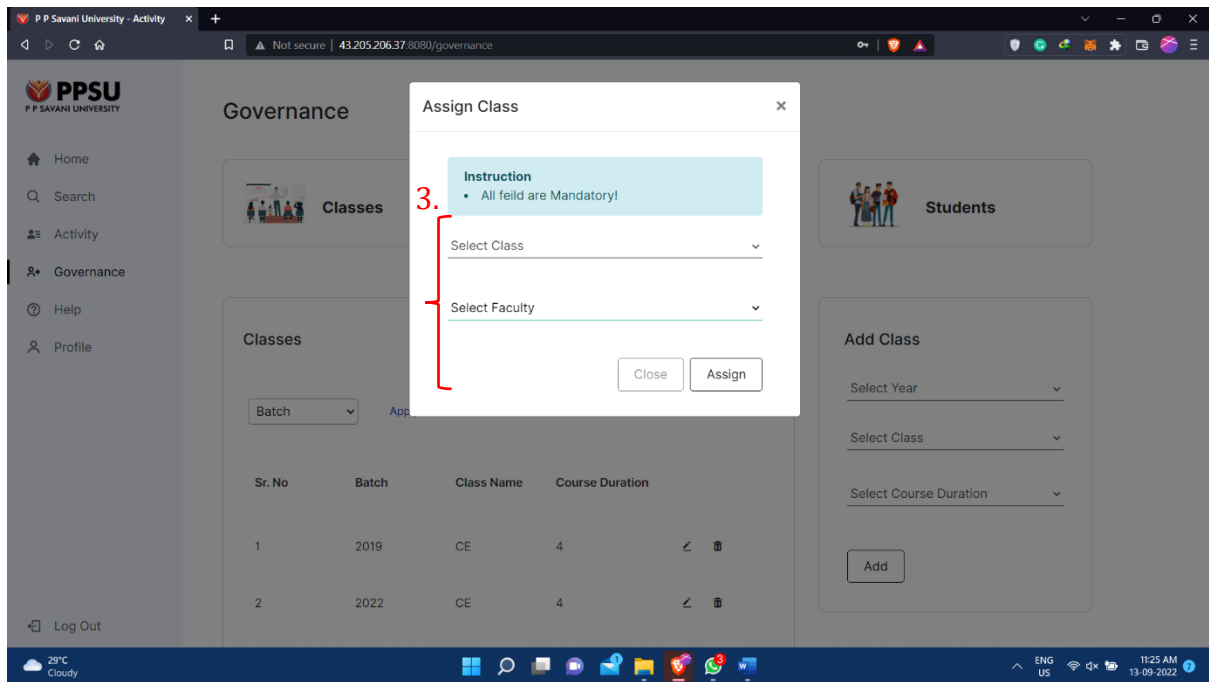 P P Savani University - Activity
Not secure | 43.205.206.37:8080/governance
PPSU
P P SAVANI UNIVERSITY
Home
Search
Activity
Governance
Help
Profile
Log Out
Governance
Classes
Students
Assign Class
3.
Instruction
• All feild are Mandatory!
Select Class
Select Faculty
Close Assign
Classes
Batch App
Sr. No Batch Class Name Course Duration
1 2019 CE 4
2 2022 CE 4
Add Class
Select Year
Select Class
Select Course Duration
Add
29°C
Cloudy
3
ENG
US
11:25 AM
13-09-2022
7